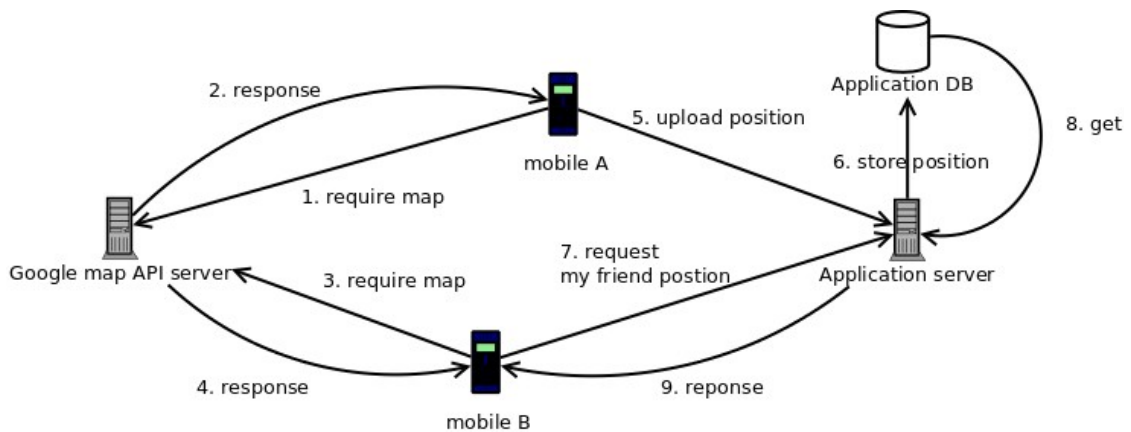 Application DB
2. response
8. get
5. upload position
mobile A
6. store position
1. require map
7. request
my friend postion
Google map API server
Application server
3. require map
4. response
9. reponse
mobile B